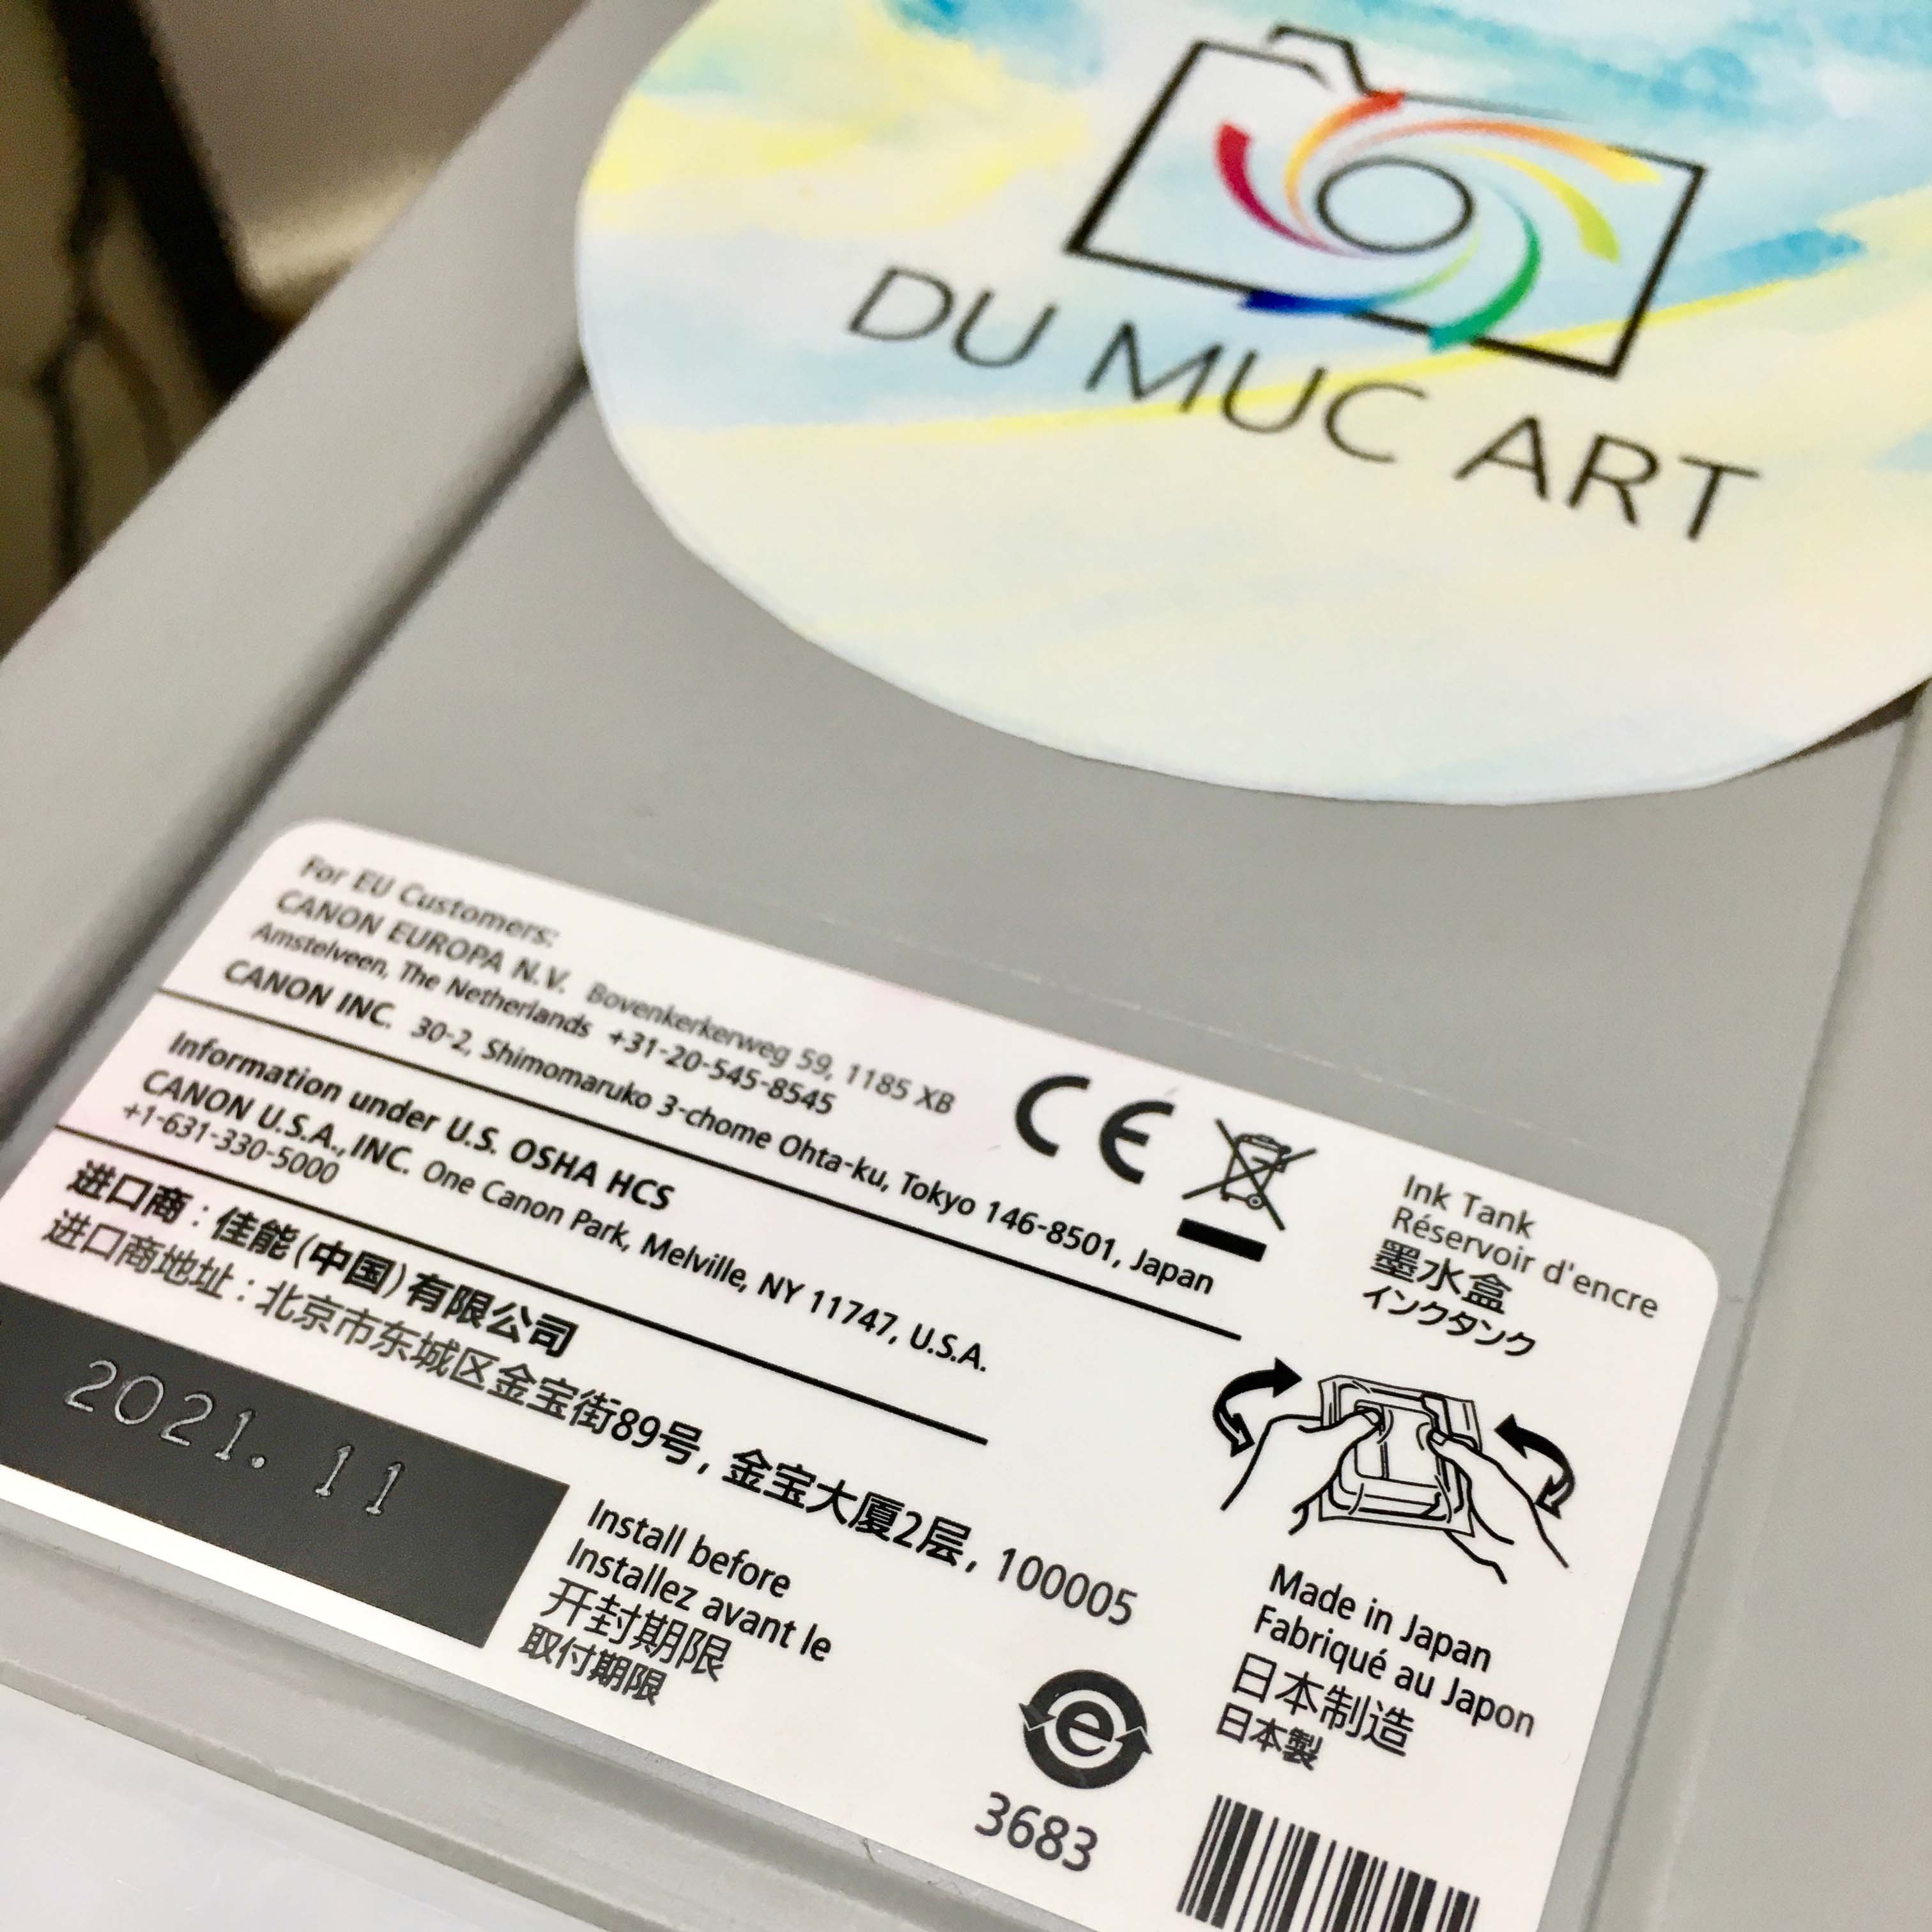 DU MUC ART
For EU Customers:
CANON EUROPA N.V. Bovenkerkerweg 59, 1185 XB
Amstelveen, The Netherlands +31-20-545-8545
CANON INC. 30-2, Shimomaruko 3-chome Ohta-ku, Tokyo 146-8501, Japan
Information under U.S. OSHA HCS
CANON U.S.A., INC. One Canon Park, Melville, NY 11747, U.S.A.
+1-631-330-5000
进口商：佳能(中国)有限公司
进口商地址：北京市东城区金宝街89号, 金宝大厦2层, 100005
2021. 11
Install before
Installez avant le
开封期限
取付期限
CE
Ink Tank
Réservoir d'encre
墨水盒
インクタンク
Made in Japan
Fabriqué au Japon
日本制造
日本製
e
3683